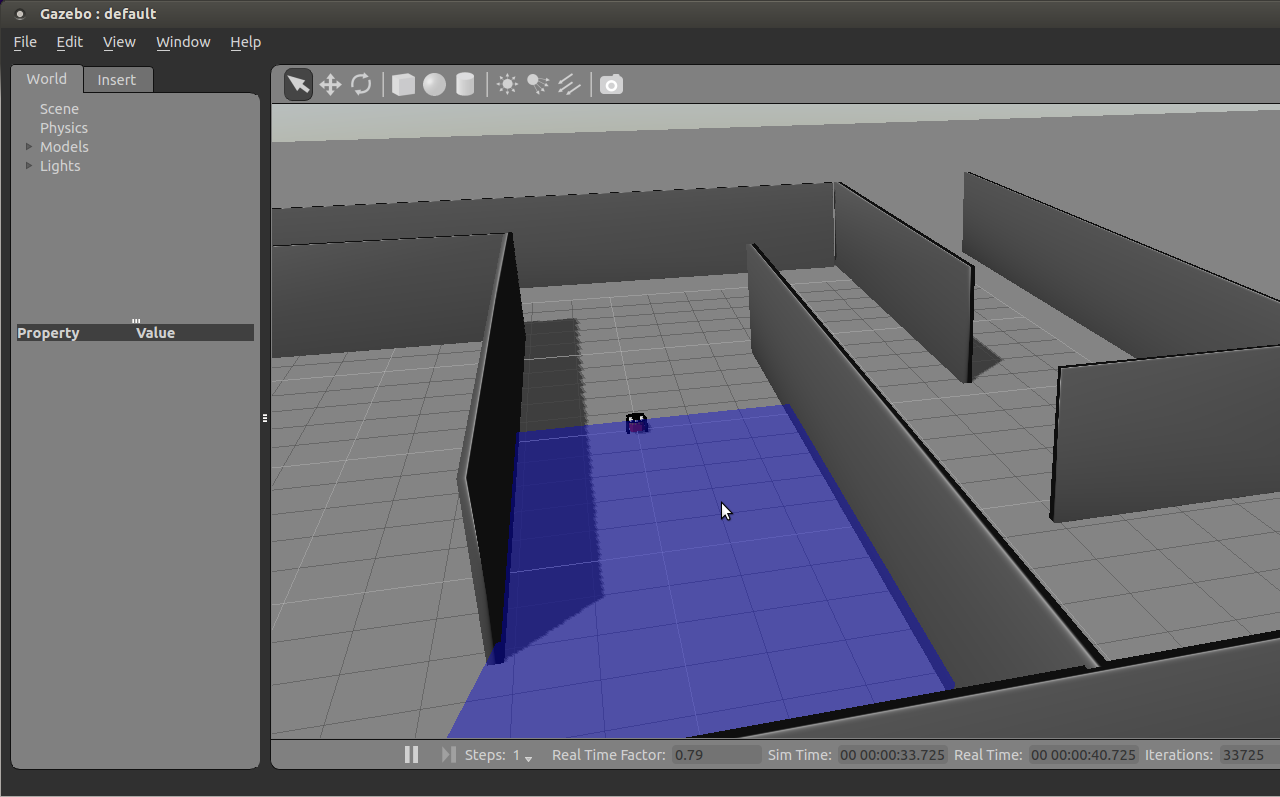 Gazebo : default
File Edit View Window Help
World Insert
Scene
Physics
Models
Lights
Property Value
Steps: 1 Real Time Factor: 0.79 Sim Time: 00 00:00:33.725 Real Time: 00 00:00:40.725 Iterations: 33725